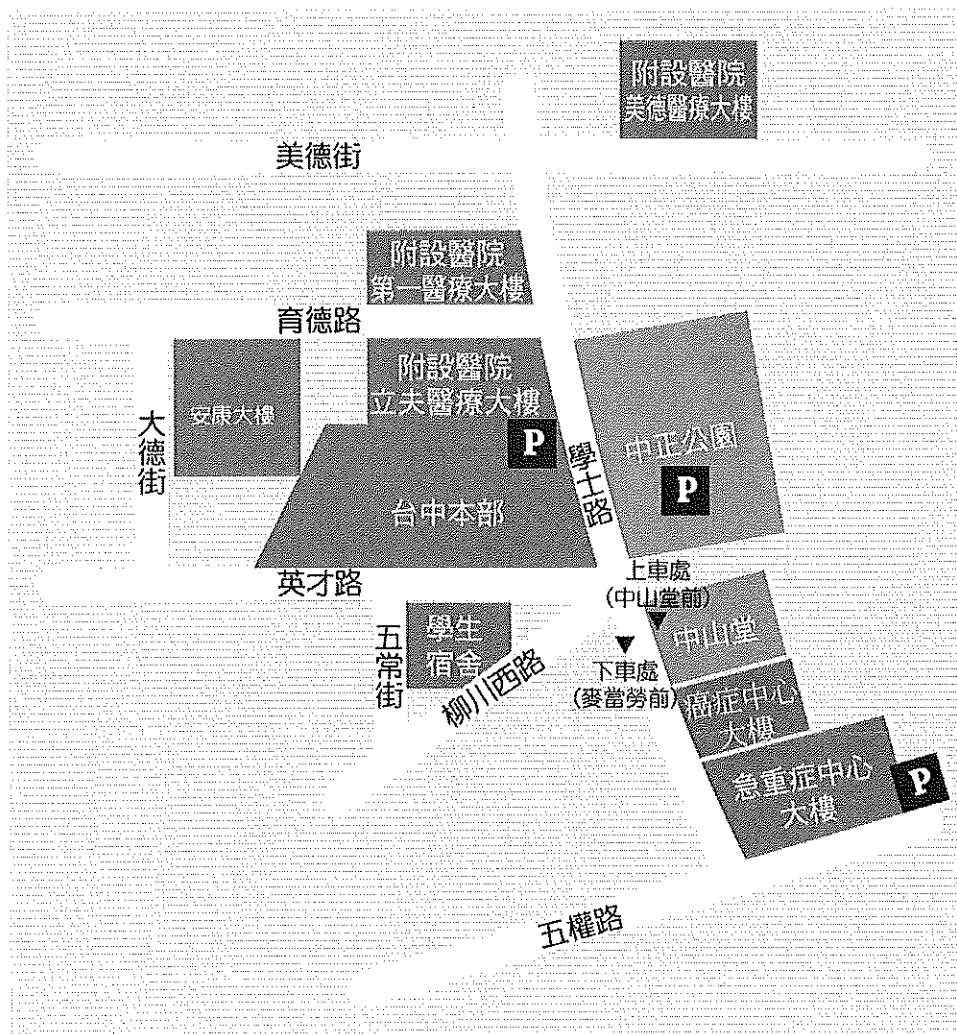 附設醫院
美德醫療大樓
美德街
附設醫院
第一醫療大樓
育德路
附設醫院
立夫醫療大樓
安康大樓
大德街
P
中正公園
P
學士路
台中本部
英才路
上車處
(中山堂前)
學生
宿舍
五常街
中山堂
下車處
(麥當勞前)
柳川西路
癌症中心
大樓
急重症中心
大樓
P
五權路